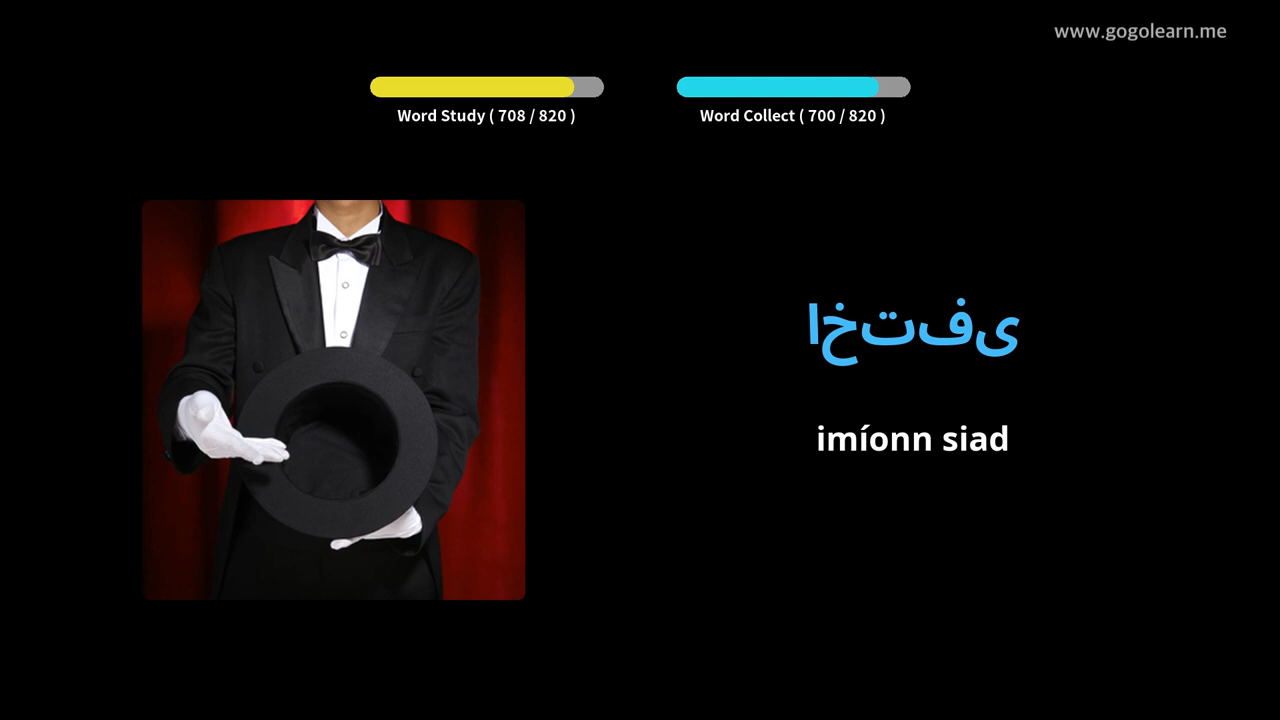 www.gogolearn.me
Word Study ( 708 / 820 )
Word Collect ( 700 / 820 )
اختفى
imíonn siad